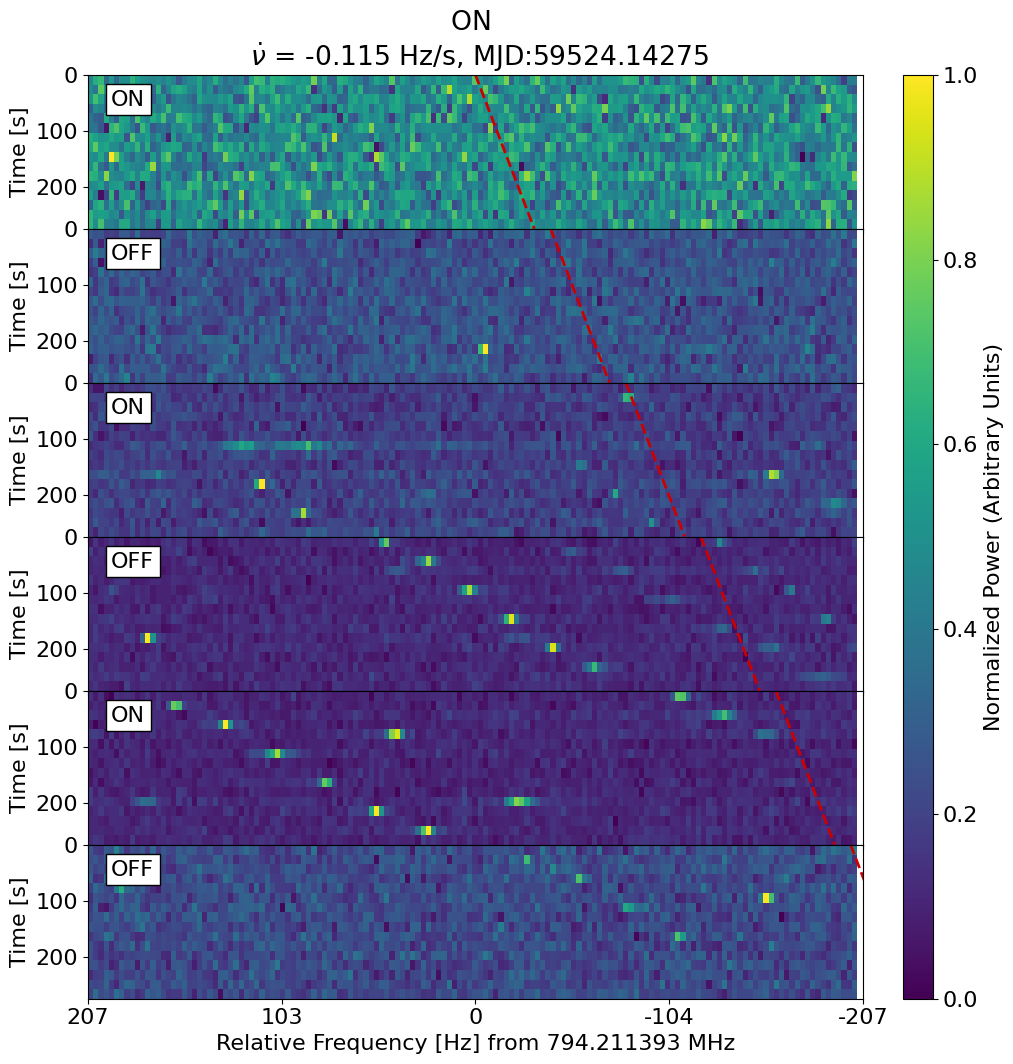 ON
ν̇ = -0.115 Hz/s, MJD:59524.14275
0
100
200
Time [s]
ON
0
100
200
Time [s]
OFF
0
100
200
Time [s]
ON
0
100
200
Time [s]
OFF
0
100
200
Time [s]
ON
0
100
200
Time [s]
OFF
207 103 0 -104 -207
Relative Frequency [Hz] from 794.211393 MHz
1.0
0.8
0.6
0.4
0.2
0.0
Normalized Power (Arbitrary Units)